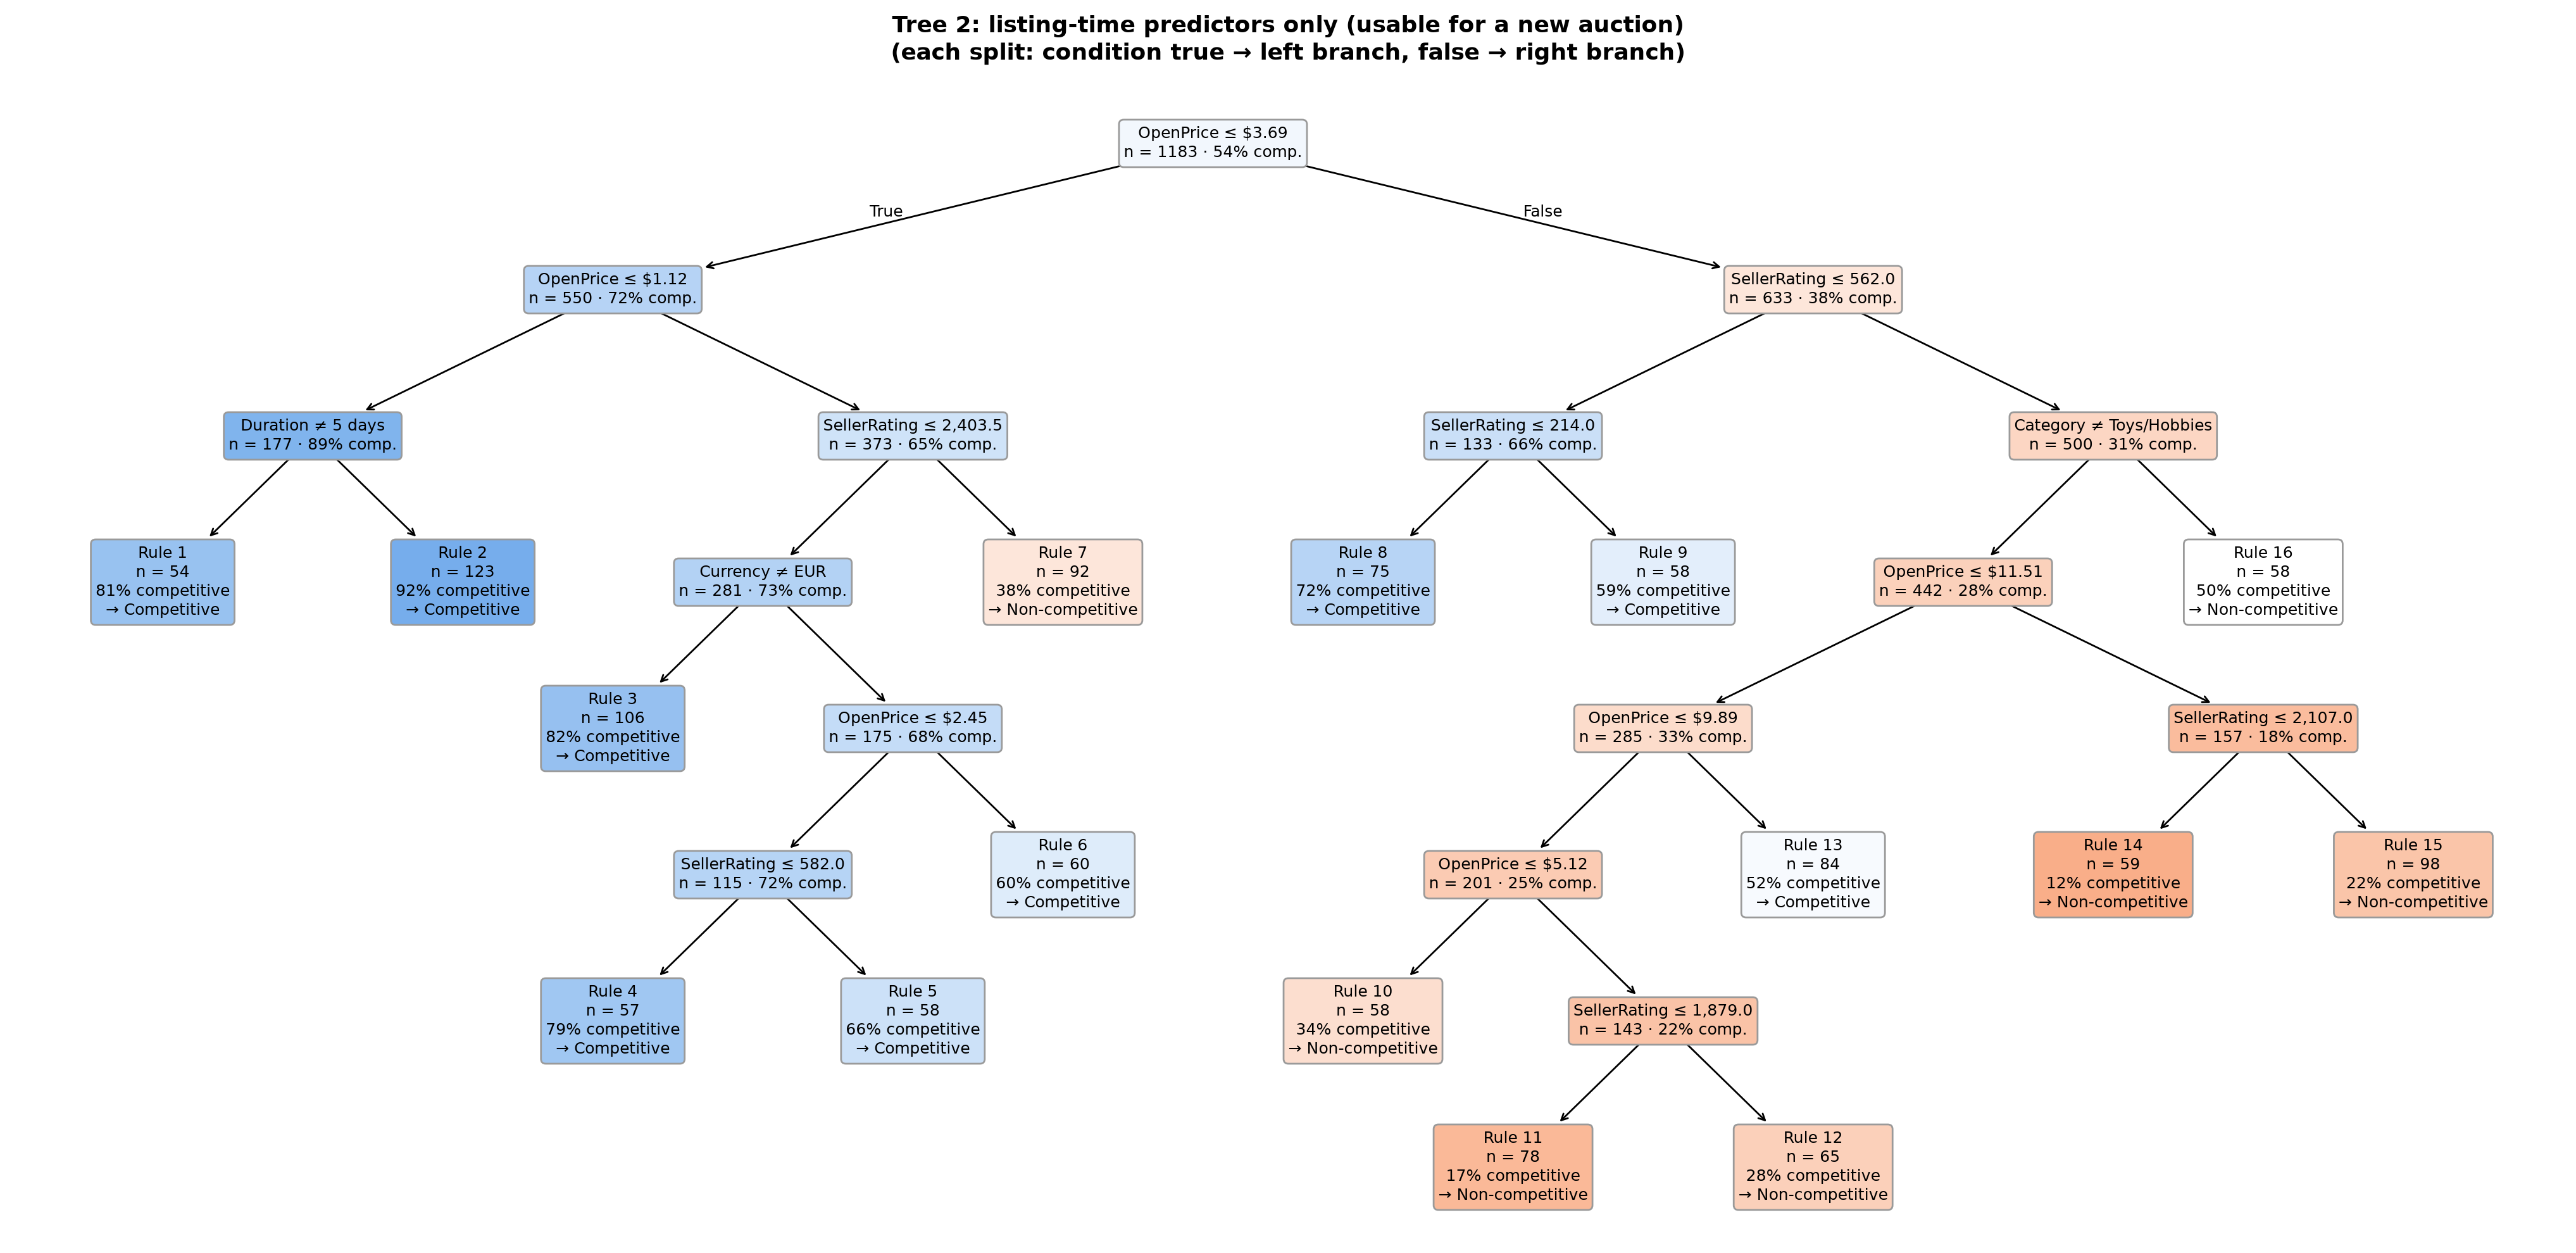 Tree 2: listing-time predictors only (usable for a new auction)
(each split: condition true → left branch, false → right branch)
OpenPrice ≤ $3.69
n = 1183 · 54% comp.
True
False
OpenPrice ≤ $1.12
n = 550 · 72% comp.
SellerRating ≤ 562.0
n = 633 · 38% comp.
Duration ≠ 5 days
n = 177 · 89% comp.
SellerRating ≤ 2,403.5
n = 373 · 65% comp.
SellerRating ≤ 214.0
n = 133 · 66% comp.
Category ≠ Toys/Hobbies
n = 500 · 31% comp.
Rule 1
n = 54
81% competitive
→ Competitive
Rule 2
n = 123
92% competitive
→ Competitive
Currency ≠ EUR
n = 281 · 73% comp.
Rule 7
n = 92
38% competitive
→ Non-competitive
Rule 8
n = 75
72% competitive
→ Competitive
Rule 9
n = 58
59% competitive
→ Competitive
OpenPrice ≤ $11.51
n = 442 · 28% comp.
Rule 16
n = 58
50% competitive
→ Non-competitive
Rule 3
n = 106
82% competitive
→ Competitive
OpenPrice ≤ $2.45
n = 175 · 68% comp.
OpenPrice ≤ $9.89
n = 285 · 33% comp.
SellerRating ≤ 2,107.0
n = 157 · 18% comp.
SellerRating ≤ 582.0
n = 115 · 72% comp.
Rule 6
n = 60
60% competitive
→ Competitive
OpenPrice ≤ $5.12
n = 201 · 25% comp.
Rule 13
n = 84
52% competitive
→ Competitive
Rule 14
n = 59
12% competitive
→ Non-competitive
Rule 15
n = 98
22% competitive
→ Non-competitive
Rule 4
n = 57
79% competitive
→ Competitive
Rule 5
n = 58
66% competitive
→ Competitive
Rule 10
n = 58
34% competitive
→ Non-competitive
SellerRating ≤ 1,879.0
n = 143 · 22% comp.
Rule 11
n = 78
17% competitive
→ Non-competitive
Rule 12
n = 65
28% competitive
→ Non-competitive